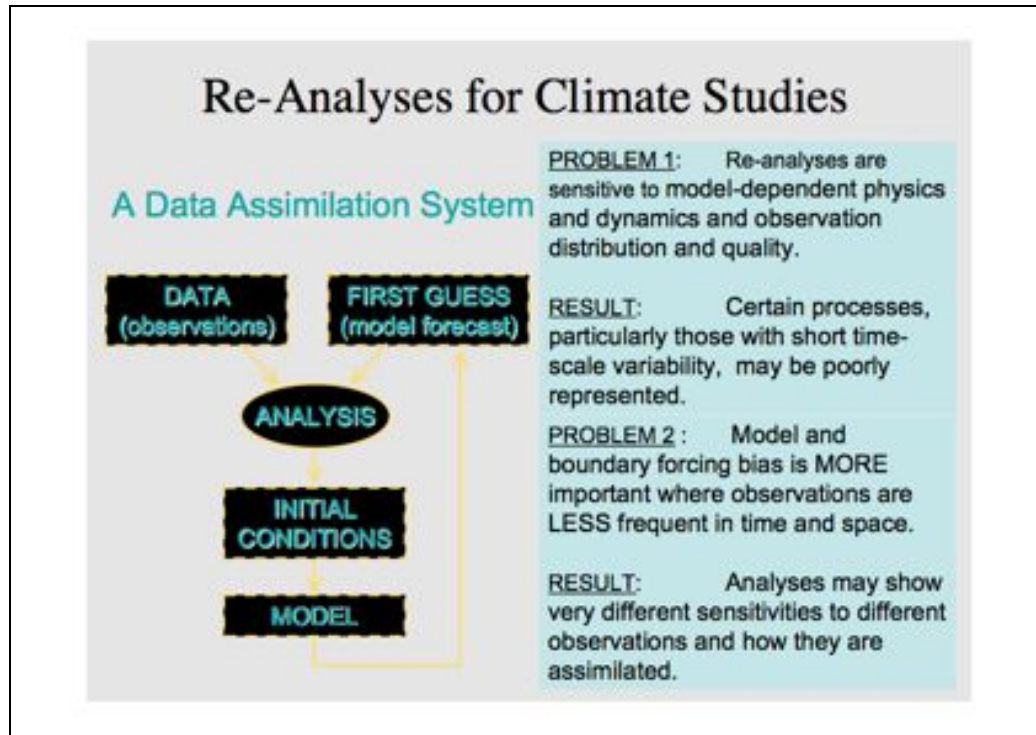 Re-Analyses for Climate Studies
A Data Assimilation System
DATA
(observations)
FIRST GUESS
(model forecast)
ANALYSIS
INITIAL
CONDITIONS
MODEL
PROBLEM 1: Re-analyses are
sensitive to model-dependent physics
and dynamics and observation
distribution and quality.
RESULT: Certain processes,
particularly those with short time-
scale variability, may be poorly
represented.
PROBLEM 2 : Model and
boundary forcing bias is MORE
important where observations are
LESS frequent in time and space.
RESULT: Analyses may show
very different sensitivities to different
observations and how they are
assimilated.